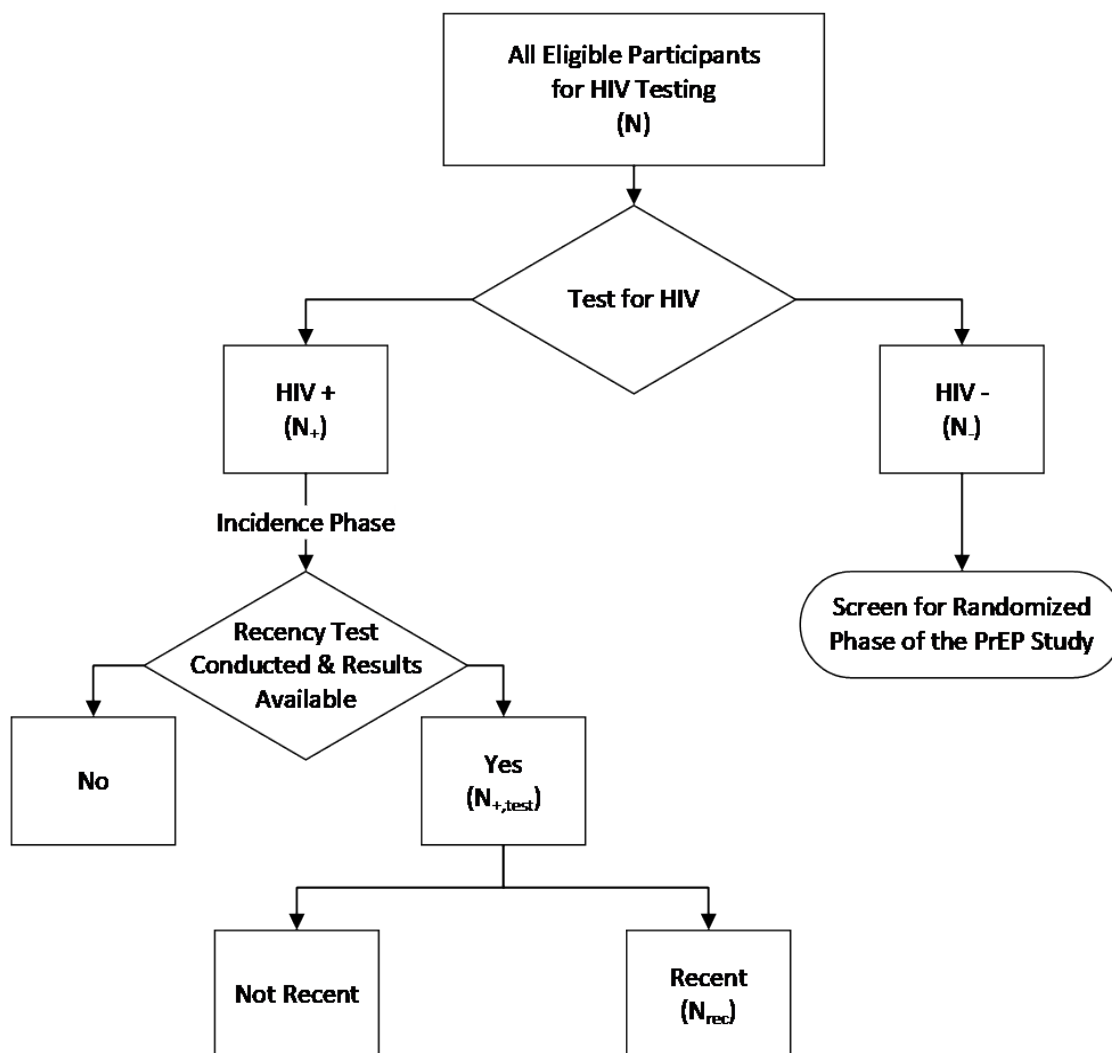 All Eligible Participants
for HIV Testing
(N)
Test for HIV
HIV +
(N₊)
HIV -
(N₋)
Incidence Phase
Recency Test
Conducted & Results
Available
Screen for Randomized
Phase of the PrEP Study
No
Yes
(N₊,test)
Not Recent
Recent
(Nrec)